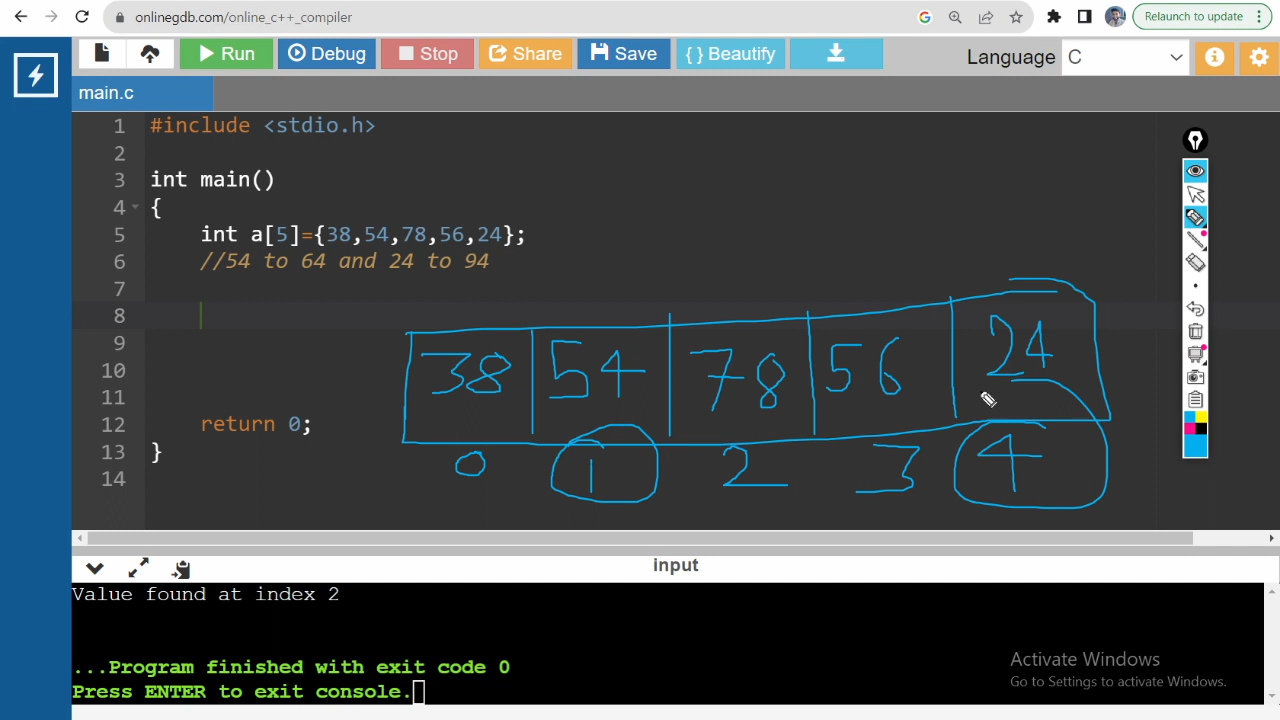 onlinegdb.com/online_c++_compiler
Relaunch to update
Run
Debug
Stop
Share
Save
{ } Beautify
Language
C
main.c
1 #include <stdio.h>
2
3 int main()
4 {
5 int a[5]={38,54,78,56,24};
6 //54 to 64 and 24 to 94
7
8
9
10
11
12 return 0;
13 }
14
38 54 78 56 24
0 1 2 3 4
input
Value found at index 2
...Program finished with exit code 0
Press ENTER to exit console.
Activate Windows
Go to Settings to activate Windows.